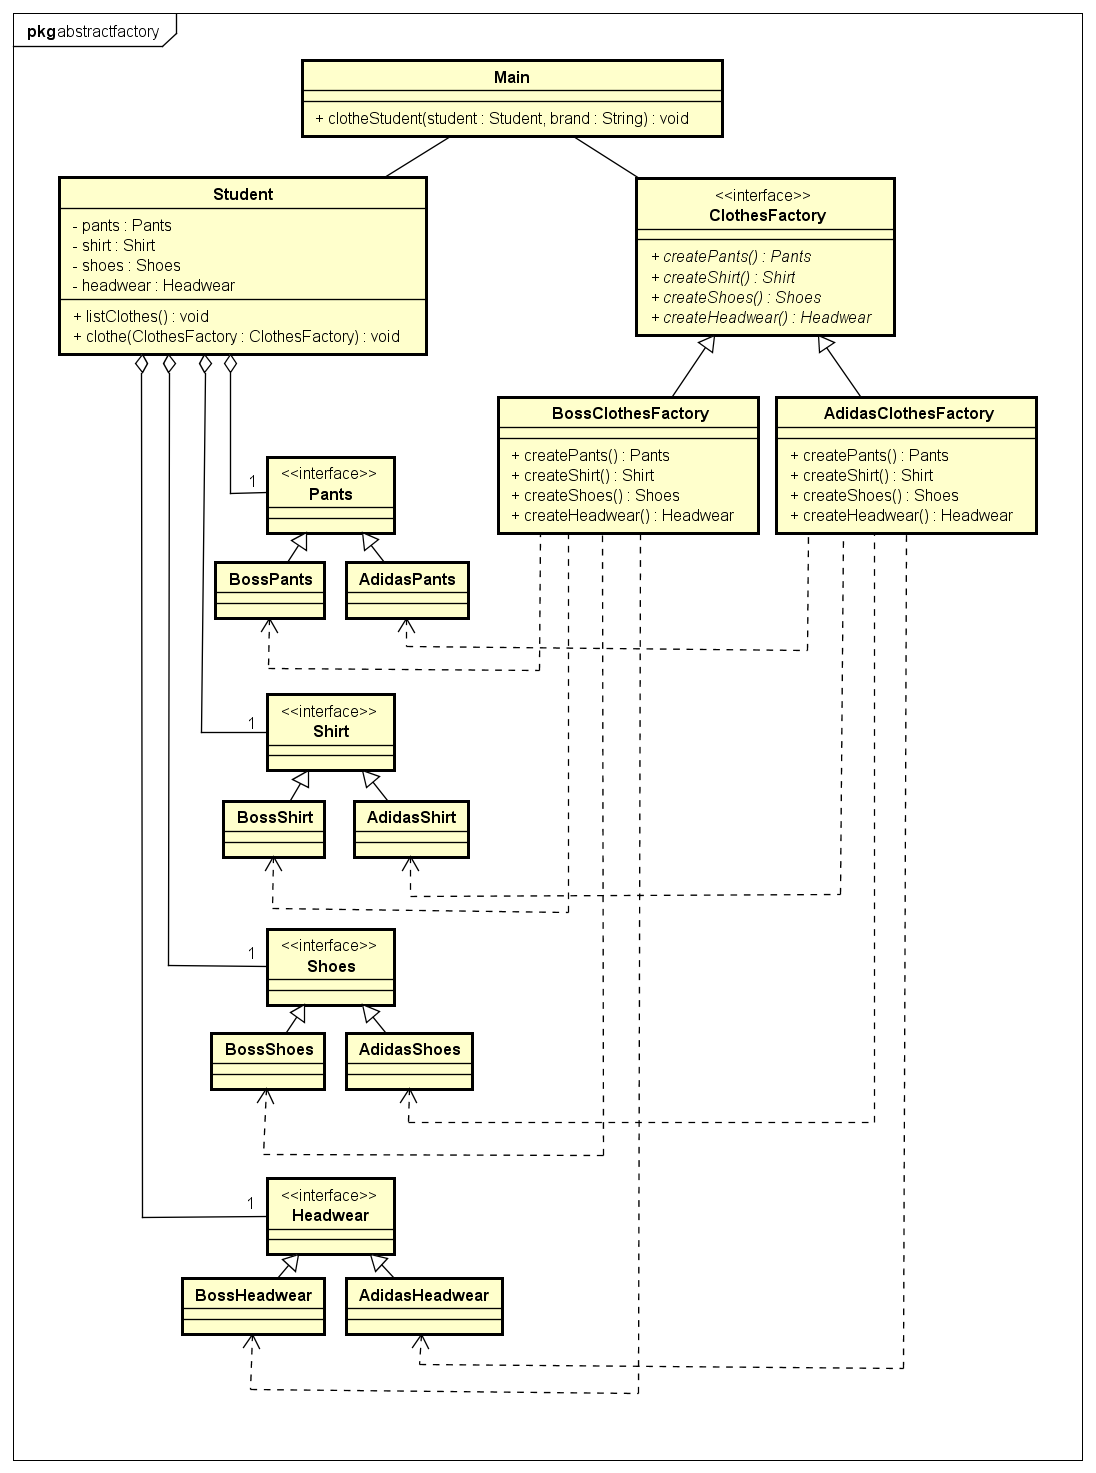 pkg abstractfactory
Main
+ clotheStudent(student : Student, brand : String) : void
Student
- pants : Pants
- shirt : Shirt
- shoes : Shoes
- headwear : Headwear
+ listClothes() : void
+ clothe(ClothesFactory : ClothesFactory) : void
<<interface>>
ClothesFactory
+ createPants() : Pants
+ createShirt() : Shirt
+ createShoes() : Shoes
+ createHeadwear() : Headwear
BossClothesFactory
+ createPants() : Pants
+ createShirt() : Shirt
+ createShoes() : Shoes
+ createHeadwear() : Headwear
AdidasClothesFactory
+ createPants() : Pants
+ createShirt() : Shirt
+ createShoes() : Shoes
+ createHeadwear() : Headwear
1
<<interface>>
Pants
BossPants
AdidasPants
1
<<interface>>
Shirt
BossShirt
AdidasShirt
1
<<interface>>
Shoes
BossShoes
AdidasShoes
1
<<interface>>
Headwear
BossHeadwear
AdidasHeadwear